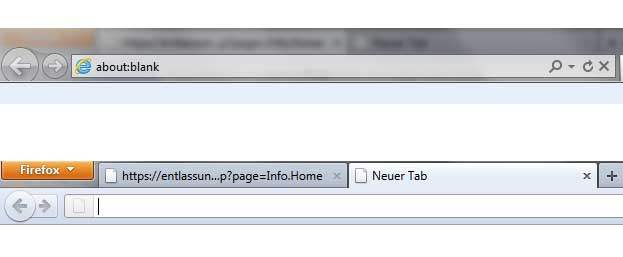 about:blank
Firefox
https://entlassun...p?page=Info.Home
Neuer Tab